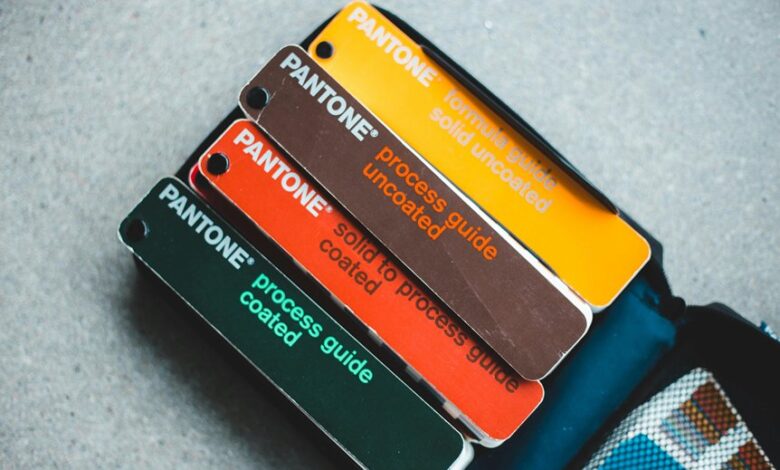 PANTONE
formula guide
solid uncoated
PANTONE®
process guide
uncoated
PANTONE®
solid to process guide
coated
PANTONE®
process guide
coated